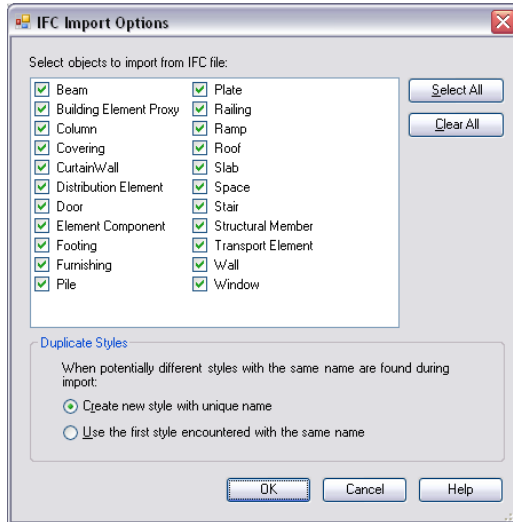 IFC Import Options
Select objects to import from IFC file:
Beam
Building Element Proxy
Column
Covering
CurtainWall
Distribution Element
Door
Element Component
Footing
Furnishing
Pile
Plate
Railing
Ramp
Roof
Slab
Space
Stair
Structural Member
Transport Element
Wall
Window
Select All
Clear All
Duplicate Styles
When potentially different styles with the same name are found during
import:
Create new style with unique name
Use the first style encountered with the same name
OK Cancel Help